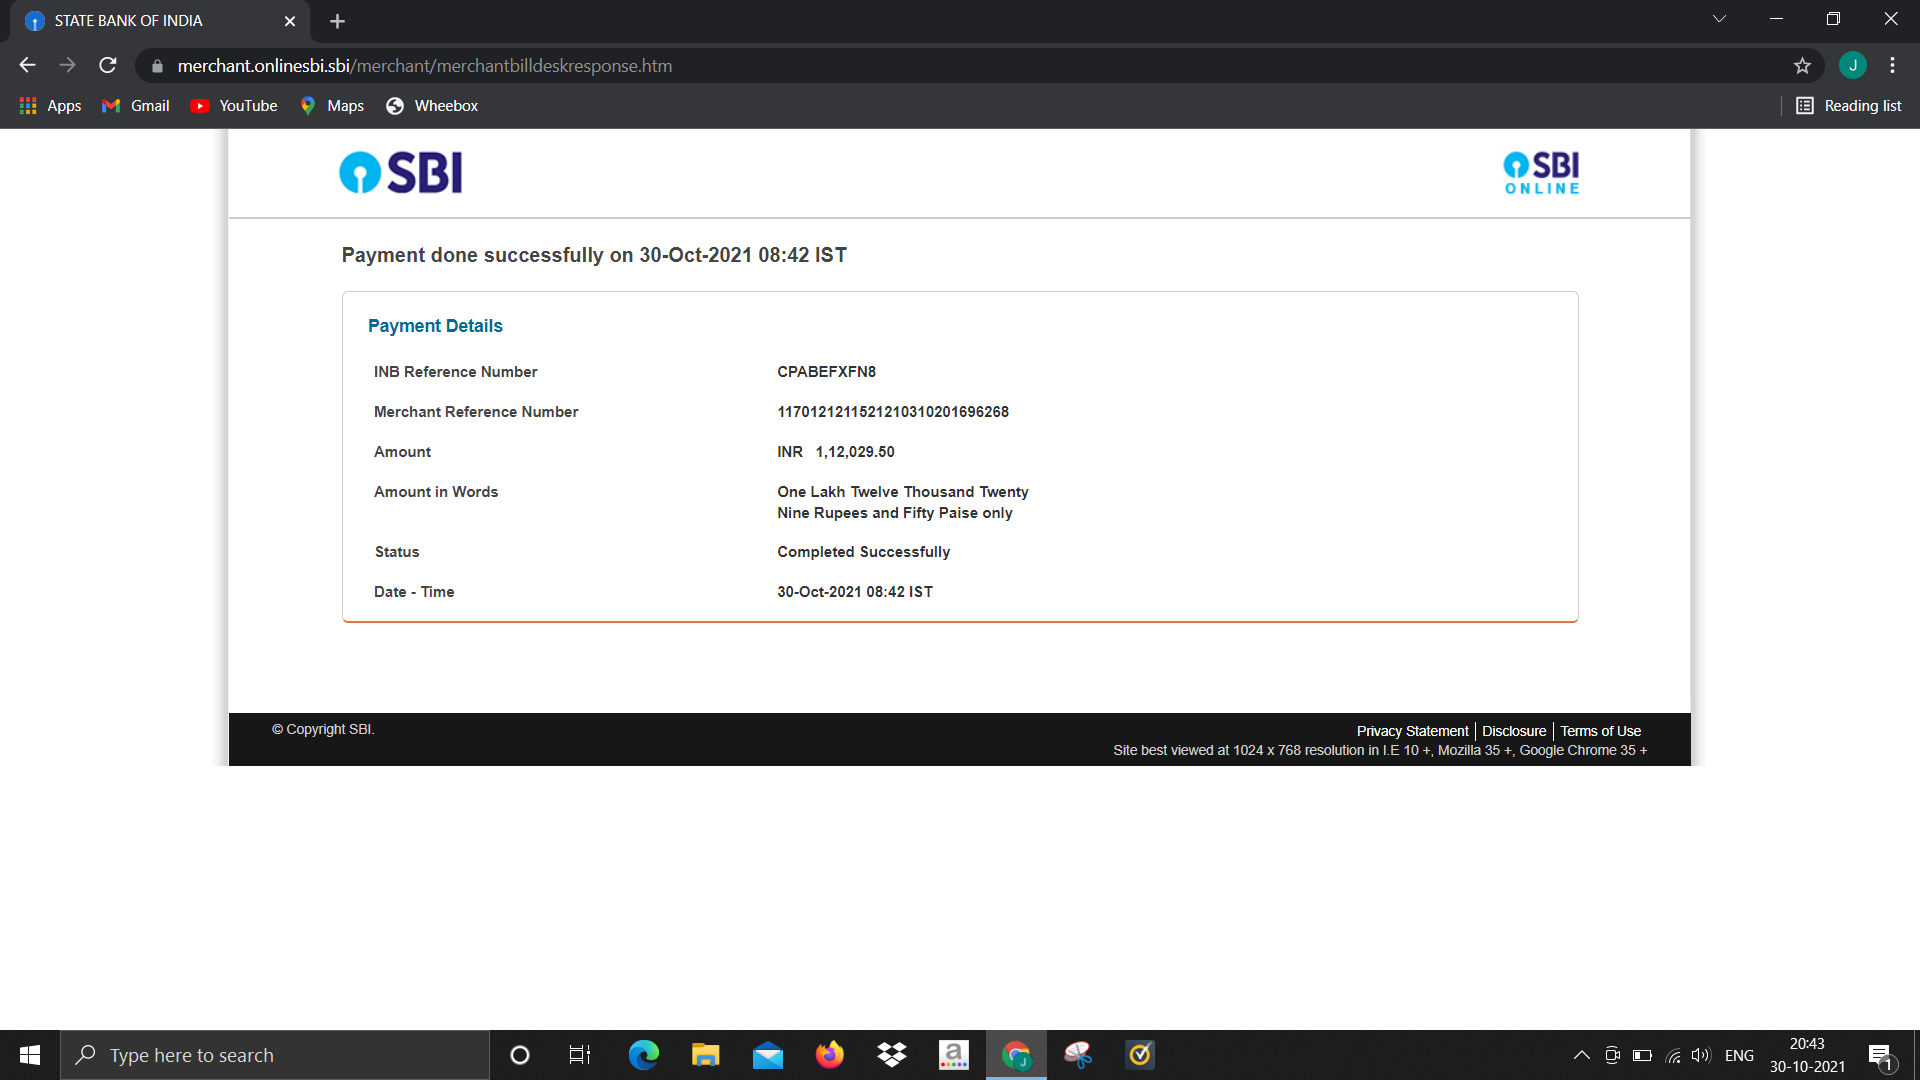 STATE BANK OF INDIA
merchant.onlinesbi.sbi/merchant/merchantbilldeskresponse.htm
J
Apps Gmail YouTube Maps Wheebox Reading list
SBI
SBI
ONLINE
Payment done successfully on 30-Oct-2021 08:42 IST
Payment Details
INB Reference Number CPABEFXFN8
Merchant Reference Number 1170121211521210310201696268
Amount INR 1,12,029.50
Amount in Words One Lakh Twelve Thousand Twenty
Nine Rupees and Fifty Paise only
Status Completed Successfully
Date - Time 30-Oct-2021 08:42 IST
© Copyright SBI.
Privacy Statement Disclosure Terms of Use
Site best viewed at 1024 x 768 resolution in I.E 10 +, Mozilla 35 +, Google Chrome 35 +
Type here to search
a
J
ENG
20:43
30-10-2021
1